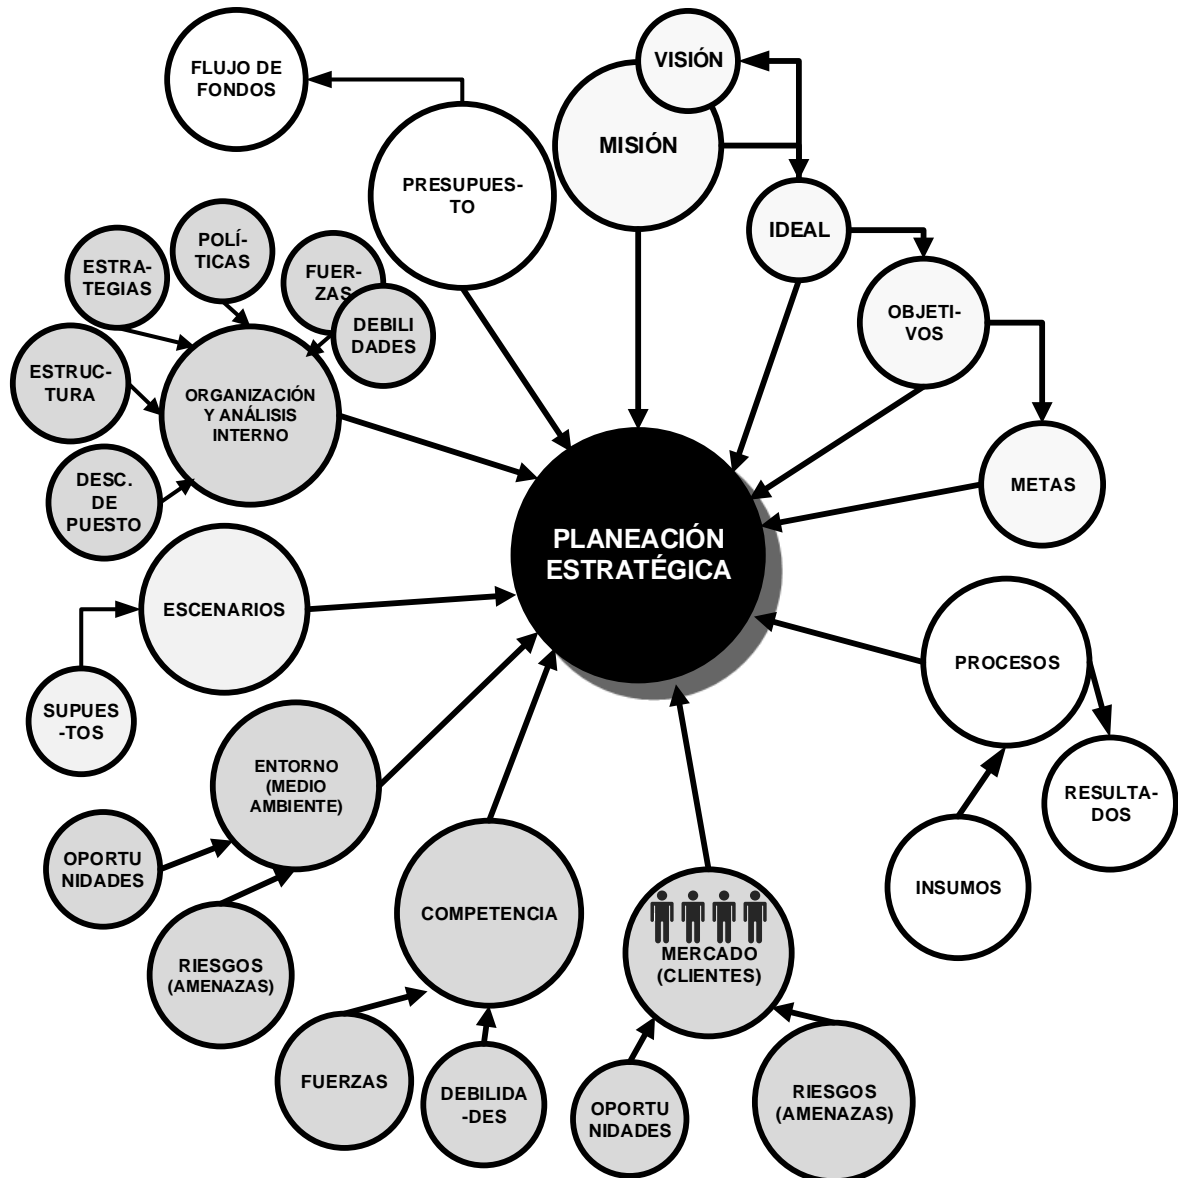 VISIÓN
MISIÓN
FLUJO DE
FONDOS
PRESUPUES-
TO
IDEAL
OBJETI-
VOS
METAS
POLÍ-
TICAS
ESTRA-
TEGIAS
FUER-
ZAS
DEBILI
DADES
ESTRUC-
TURA
ORGANIZACIÓN
Y ANÁLISIS
INTERNO
DESC.
DE
PUESTO
PLANEACIÓN
ESTRATÉGICA
ESCENARIOS
SUPUES
-TOS
PROCESOS
RESULTA-
DOS
INSUMOS
ENTORNO
(MEDIO
AMBIENTE)
OPORTU
NIDADES
RIESGOS
(AMENAZAS)
COMPETENCIA
FUERZAS
DEBILIDA
-DES
MERCADO
(CLIENTES)
OPORTU
NIDADES
RIESGOS
(AMENAZAS)